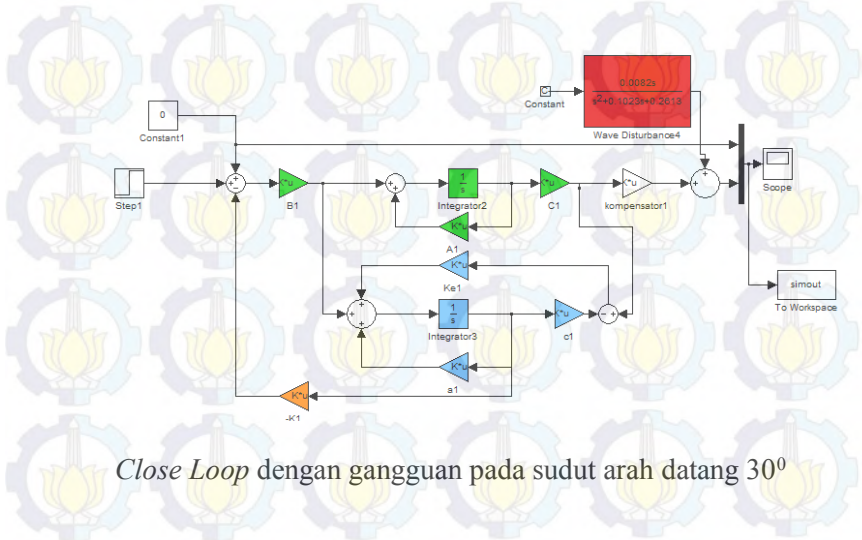 0.0082s
s²+0.1023s+0.2613
C
Constant
Wave Disturbance4
0
Constant1
Step1
K*u
B1
1
s
Integrator2
K*u
C1
K*u
kompensator1
Scope
K*u
A1
K*u
Ke1
simout
To Workspace
1
s
Integrator3
K*u
c1
K*u
a1
K*u
-K1
Close Loop dengan gangguan pada sudut arah datang 30⁰